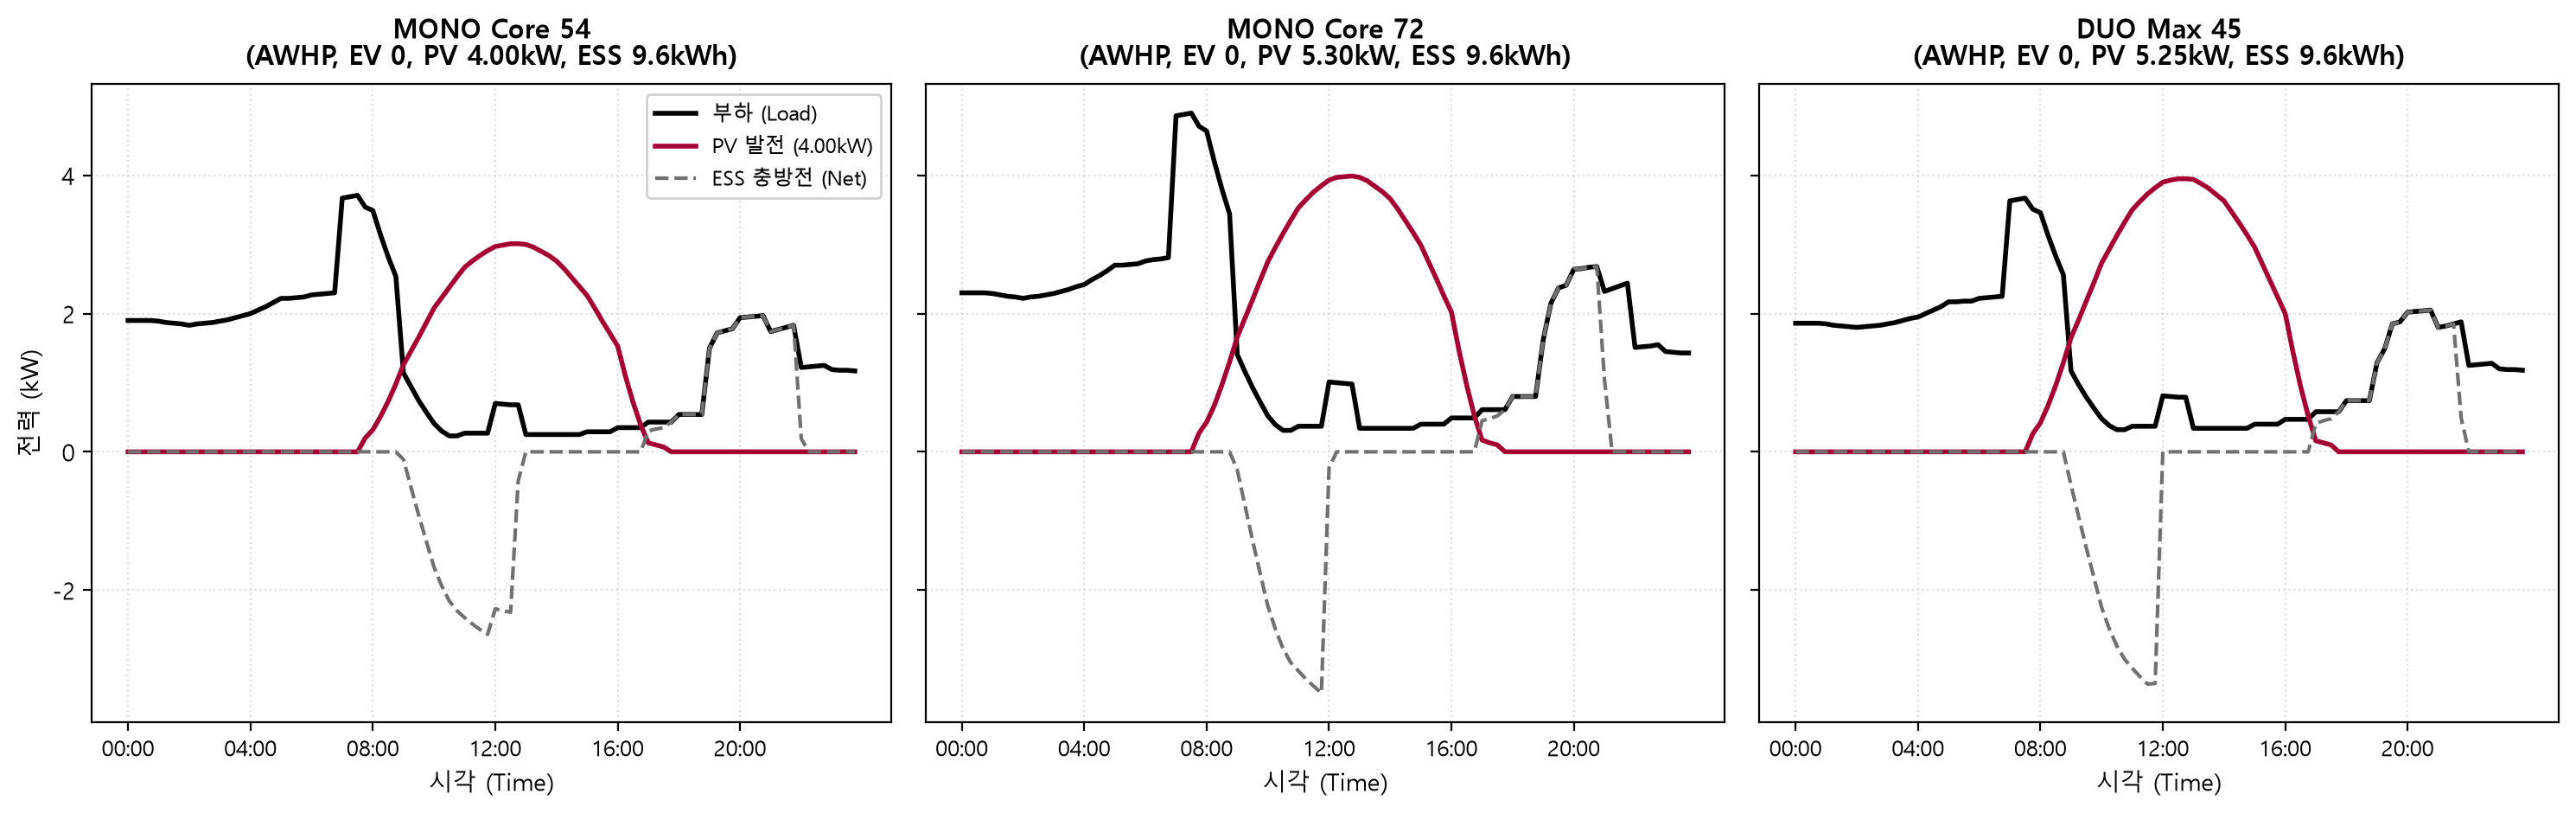 MONO Core 54
(AWHP, EV 0, PV 4.00kW, ESS 9.6kWh)
MONO Core 72
(AWHP, EV 0, PV 5.30kW, ESS 9.6kWh)
DUO Max 45
(AWHP, EV 0, PV 5.25kW, ESS 9.6kWh)
부하 (Load)
PV 발전 (4.00kW)
ESS 충방전 (Net)
전력 (kW)
4
2
0
-2
00:00 04:00 08:00 12:00 16:00 20:00
00:00 04:00 08:00 12:00 16:00 20:00
00:00 04:00 08:00 12:00 16:00 20:00
시각 (Time)
시각 (Time)
시각 (Time)